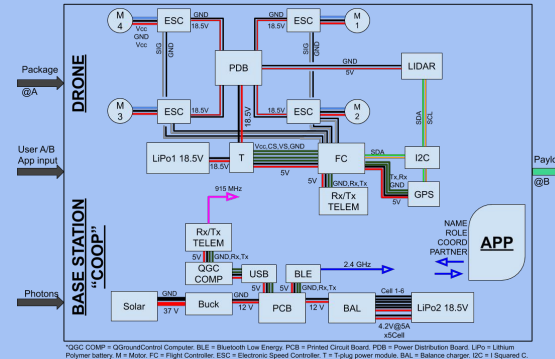 M
4
Vcc
GND
Vcc
ESC
GND
18.5V
GND
18.5V
ESC
M
1
SIG
GND
SIG
GND
Package
@A
DRONE
PDB
GND
5V
LIDAR
M
3
ESC
18.5V
18.5V
18.5V
ESC
M
2
SDA
SCL
User A/B
App input
LiPo1 18.5V
18.5V
T
Vcc,CS,VS,GND
5V
FC
SDA
I2C
Tx,Rx
GND
5V
GPS
@B
5V
GND,Rx,Tx
Rx/Tx
TELEM
915 MHz
BASE STATION
"COOP"
Rx/Tx
TELEM
5V
GND,Rx,Tx
QGC
COMP
USB
BLE
2.4 GHz
5V
5V
GND,Rx,Tx
NAME
ROLE
COORD
PARTNER
APP
Photons
Solar
GND
37 V
Buck
GND
12 V
PCB
GND
12 V
BAL
Cell 1-6
4.2V@5A
x5Cell
LiPo2 18.5V
*QGC COMP = QGroundControl Computer. BLE = Bluetooth Low Energy. PCB = Printed Circuit Board. PDB = Power Distribution Board. LiPo = Lithium
Polymer battery. M = Motor. FC = Flight Controller. ESC = Electronic Speed Controller. T = T-plug power module. BAL = Balance charger. I2C = I Squared C.